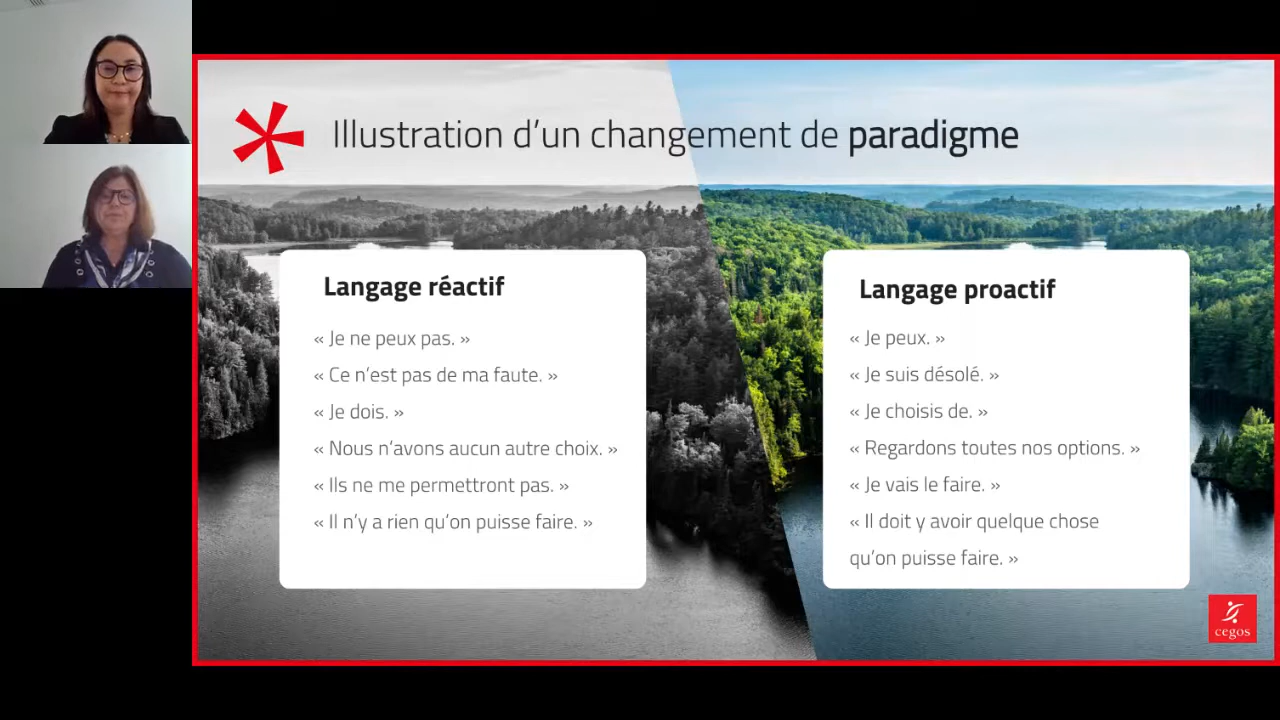 Illustration d’un changement de paradigme
Langage réactif
« Je ne peux pas. »
« Ce n’est pas de ma faute. »
« Je dois. »
« Nous n’avons aucun autre choix. »
« Ils ne me permettront pas. »
« Il n’y a rien qu’on puisse faire. »
Langage proactif
« Je peux. »
« Je suis désolé. »
« Je choisis de. »
« Regardons toutes nos options. »
« Je vais le faire. »
« Il doit y avoir quelque chose
qu’on puisse faire. »
cegos